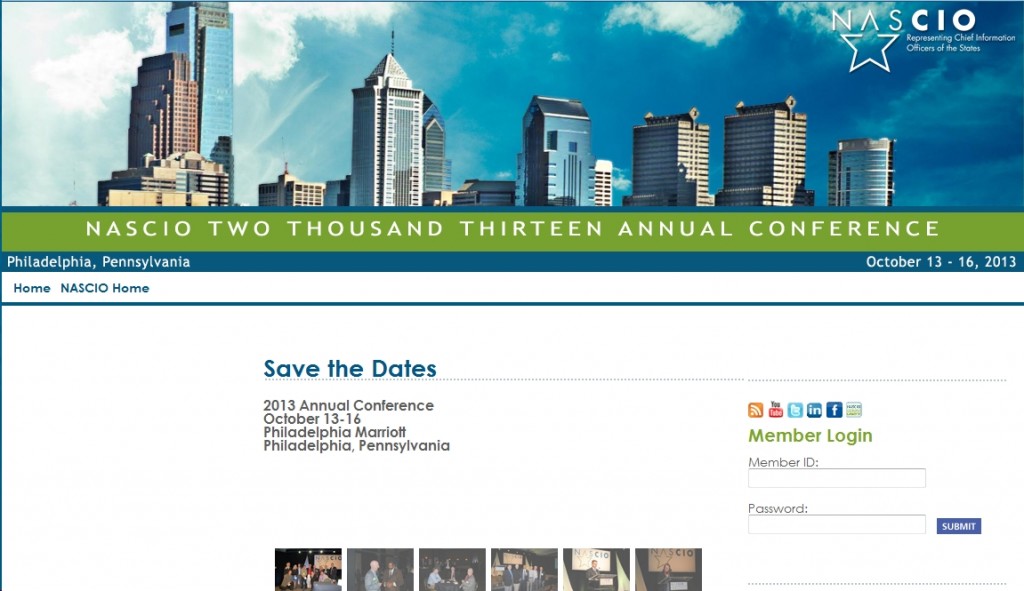 NASCIO
Representing Chief Information
Officers of the States
NASCIO TWO THOUSAND THIRTEEN ANNUAL CONFERENCE
Philadelphia, Pennsylvania
October 13 - 16, 2013
Home NASCIO Home
Save the Dates
2013 Annual Conference
October 13-16
Philadelphia Marriott
Philadelphia, Pennsylvania
You
Tube
Member Login
Member ID:
Password:
SUBMIT
NASCIO
NASCIO
NASCIO